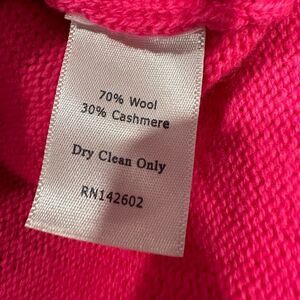 70% Wool
30% Cashmere
Dry Clean Only
RN142602